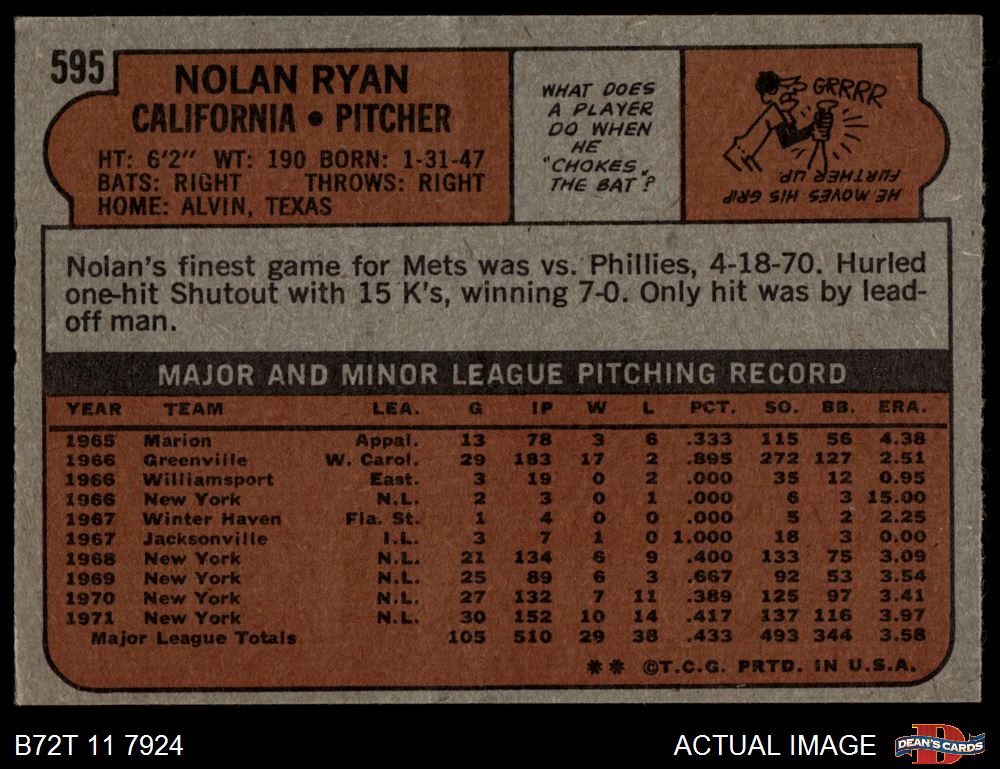 595
NOLAN RYAN
CALIFORNIA • PITCHER
HT: 6'2" WT: 190 BORN: 1-31-47
BATS: RIGHT THROWS: RIGHT
HOME: ALVIN, TEXAS
WHAT DOES
A PLAYER
DO WHEN
HE
"CHOKES"
THE BAT?
GRRRR
HE MOVES HIS GRIP
FURTHER UP
Nolan's finest game for Mets was vs. Phillies, 4-18-70. Hurled
one-hit Shutout with 15 K's, winning 7-0. Only hit was by lead-
off man.
MAJOR AND MINOR LEAGUE PITCHING RECORD
YEAR TEAM LEA. G IP W L PCT. SO. BB. ERA.
1965 Marion Appal. 13 78 3 6 .333 115 56 4.38
1966 Greenville W. Carol. 29 183 17 2 .895 272 127 2.51
1966 Williamsport East. 3 19 0 2 .000 35 12 0.95
1966 New York N.L. 2 3 0 1 .000 6 3 15.00
1967 Winter Haven Fla. St. 1 4 0 0 .000 5 2 2.25
1967 Jacksonville I.L. 3 7 1 0 1.000 18 3 0.00
1968 New York N.L. 21 134 6 9 .400 133 75 3.09
1969 New York N.L. 25 89 6 3 .667 92 53 3.54
1970 New York N.L. 27 132 7 11 .389 125 97 3.41
1971 New York N.L. 30 152 10 14 .417 137 116 3.97
Major League Totals 105 510 29 38 .433 493 344 3.58
** ©T.C.G. PRTD. IN U.S.A.
B72T 11 7924
ACTUAL IMAGE
D
DEAN'S CARDS